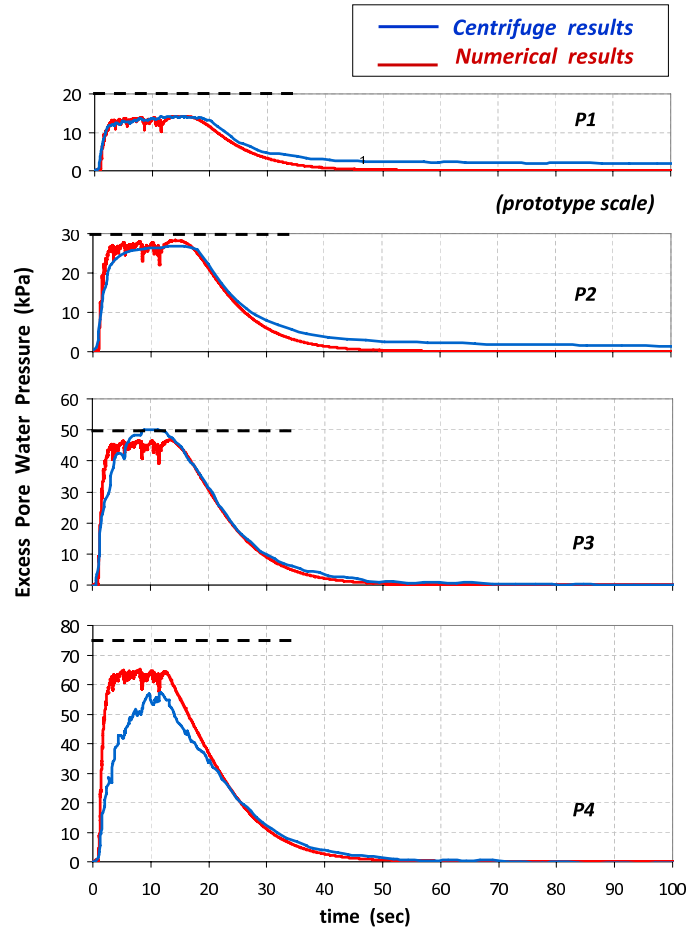 Centrifuge results
Numerical results
20
10
0
P1
1
(prototype scale)
30
20
10
0
P2
Excess Pore Water Pressure (kPa)
60
50
40
30
20
10
0
P3
80
70
60
50
40
30
20
10
0
P4
0 10 20 30 40 50 60 70 80 90 100
time (sec)